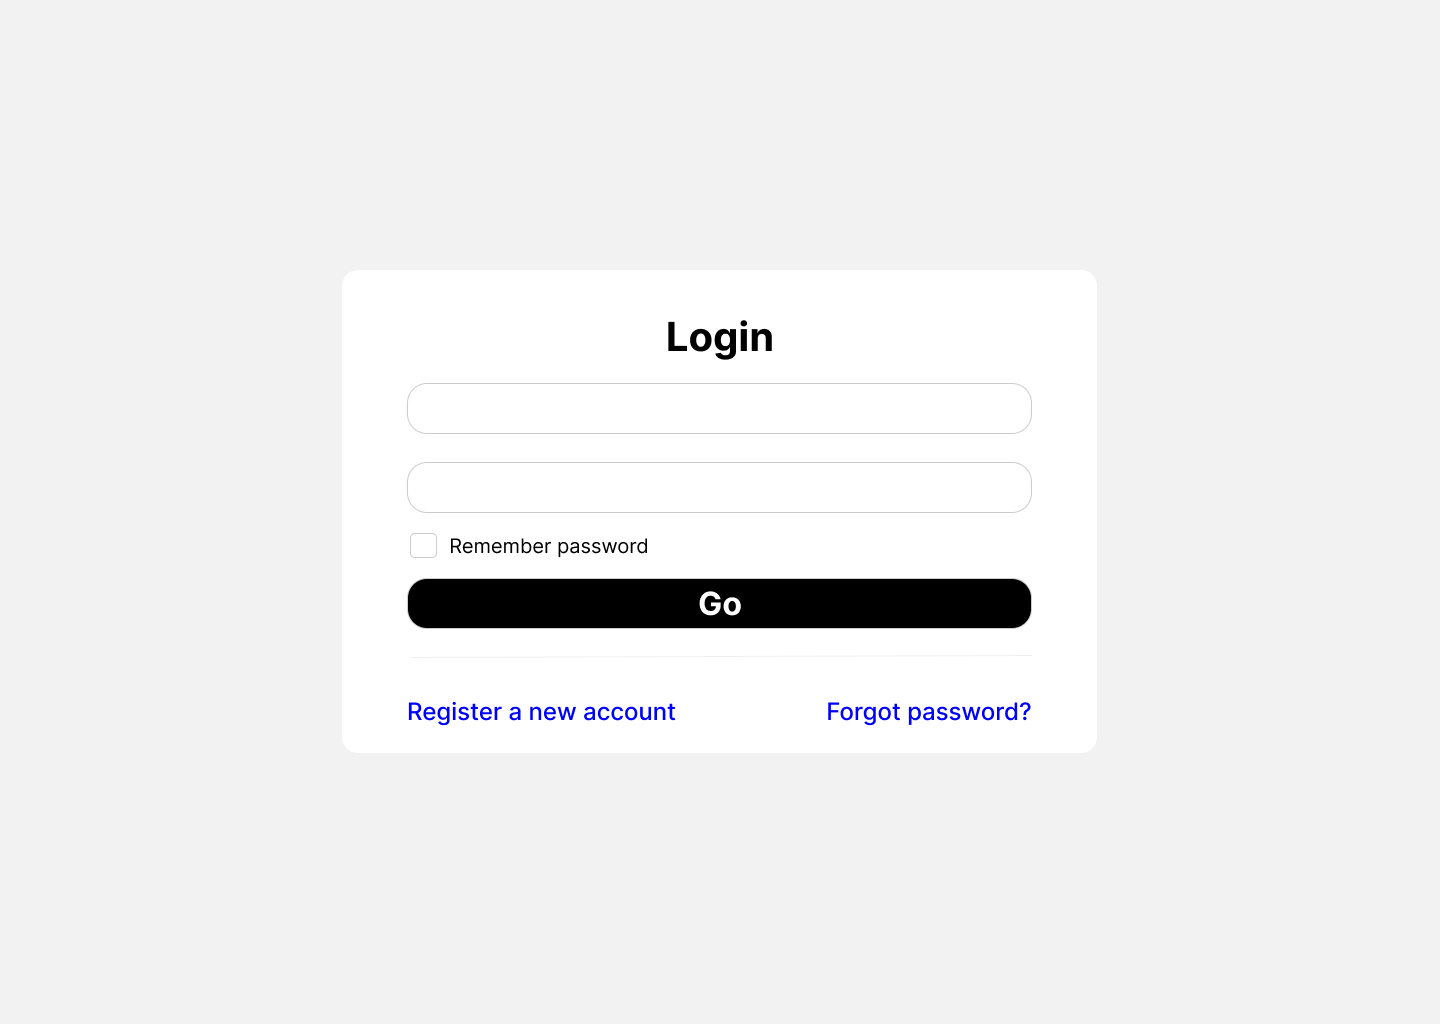 Login
Remember password
Go
Register a new account
Forgot password?